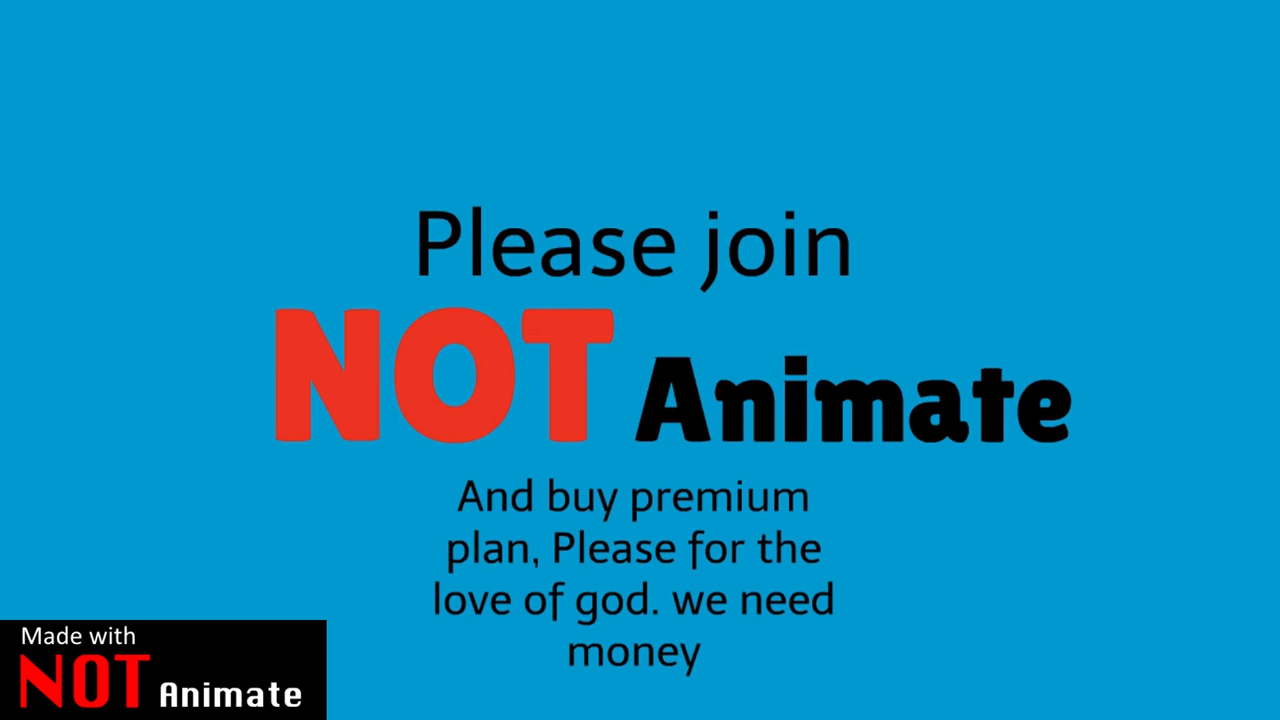 Please join
NOT Animate
And buy premium
plan, Please for the
love of god. we need
money
Made with
NOT Animate